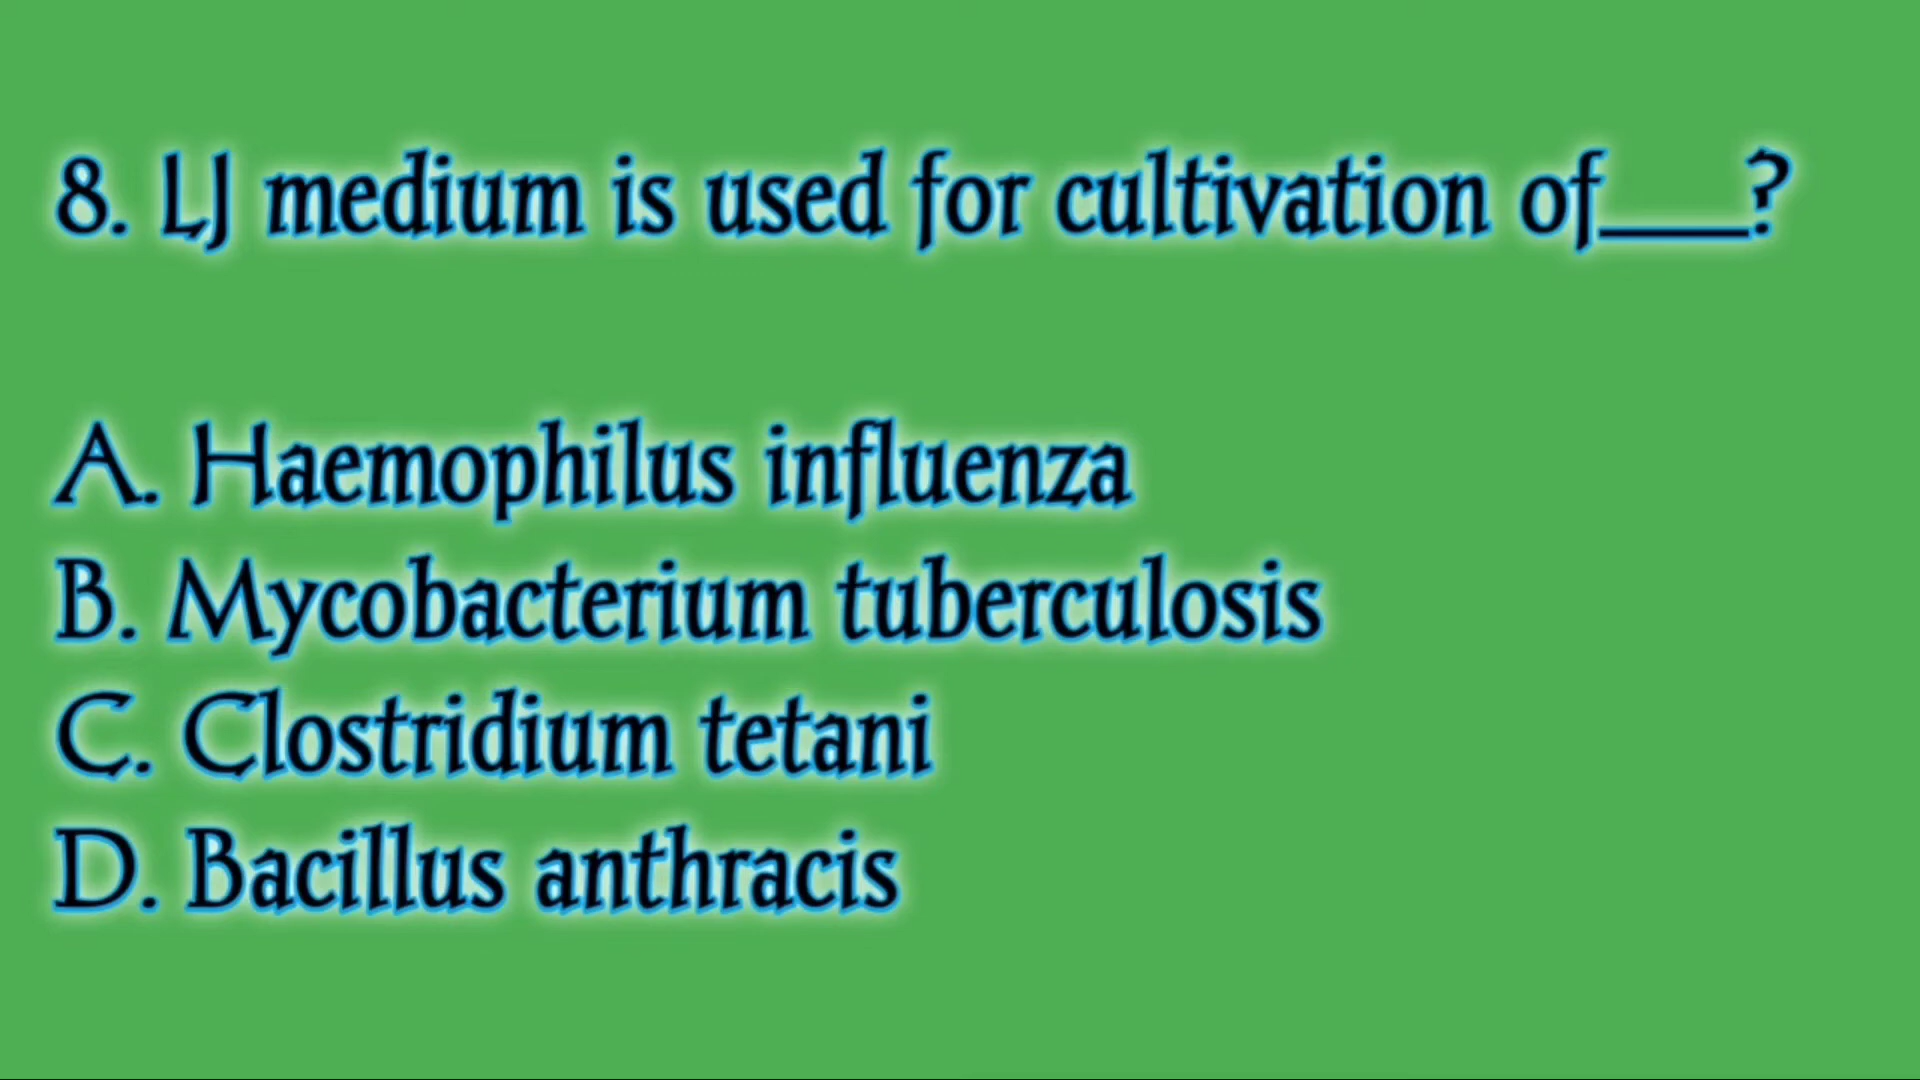 8. LJ medium is used for cultivation of___?
A. Haemophilus influenza
B. Mycobacterium tuberculosis
C. Clostridium tetani
D. Bacillus anthracis